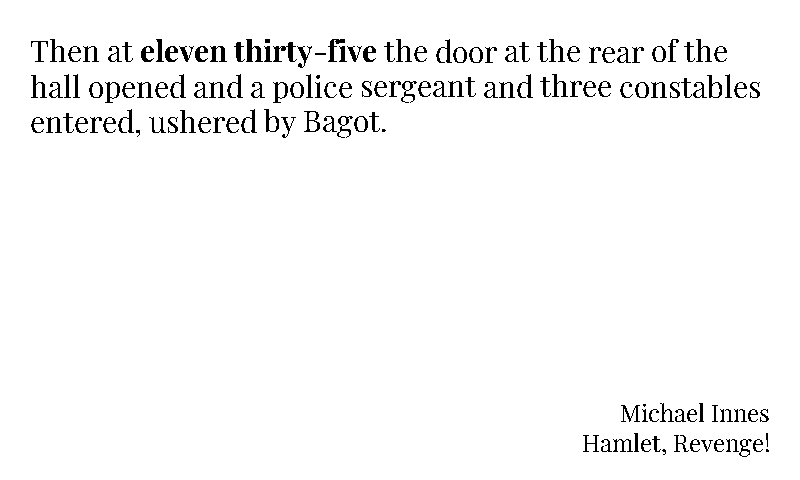 Then at eleven thirty-five the door at the rear of the
hall opened and a police sergeant and three constables
entered, ushered by Bagot.
Michael Innes
Hamlet, Revenge!